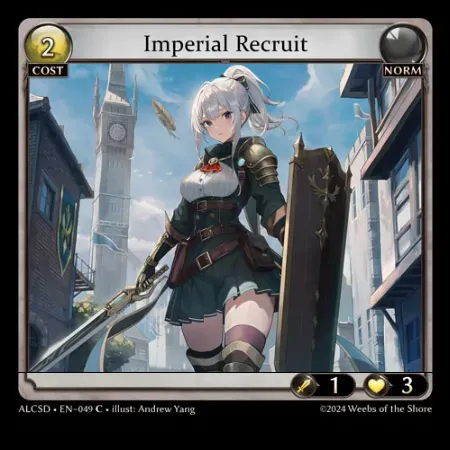 2
Imperial Recruit
COST
NORM
1
3
ALCSD • EN-049 C • illust: Andrew Yang
©2024 Weebs of the Shore